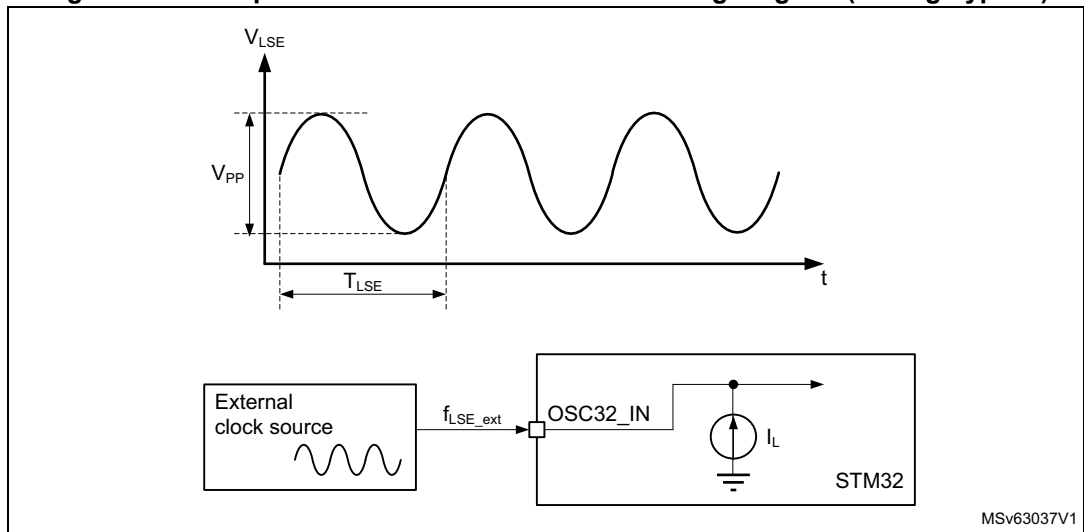 V_LSE
V_PP
T_LSE
t
External
clock source
f_LSE_ext
OSC32_IN
I_L
STM32
MSv63037V1